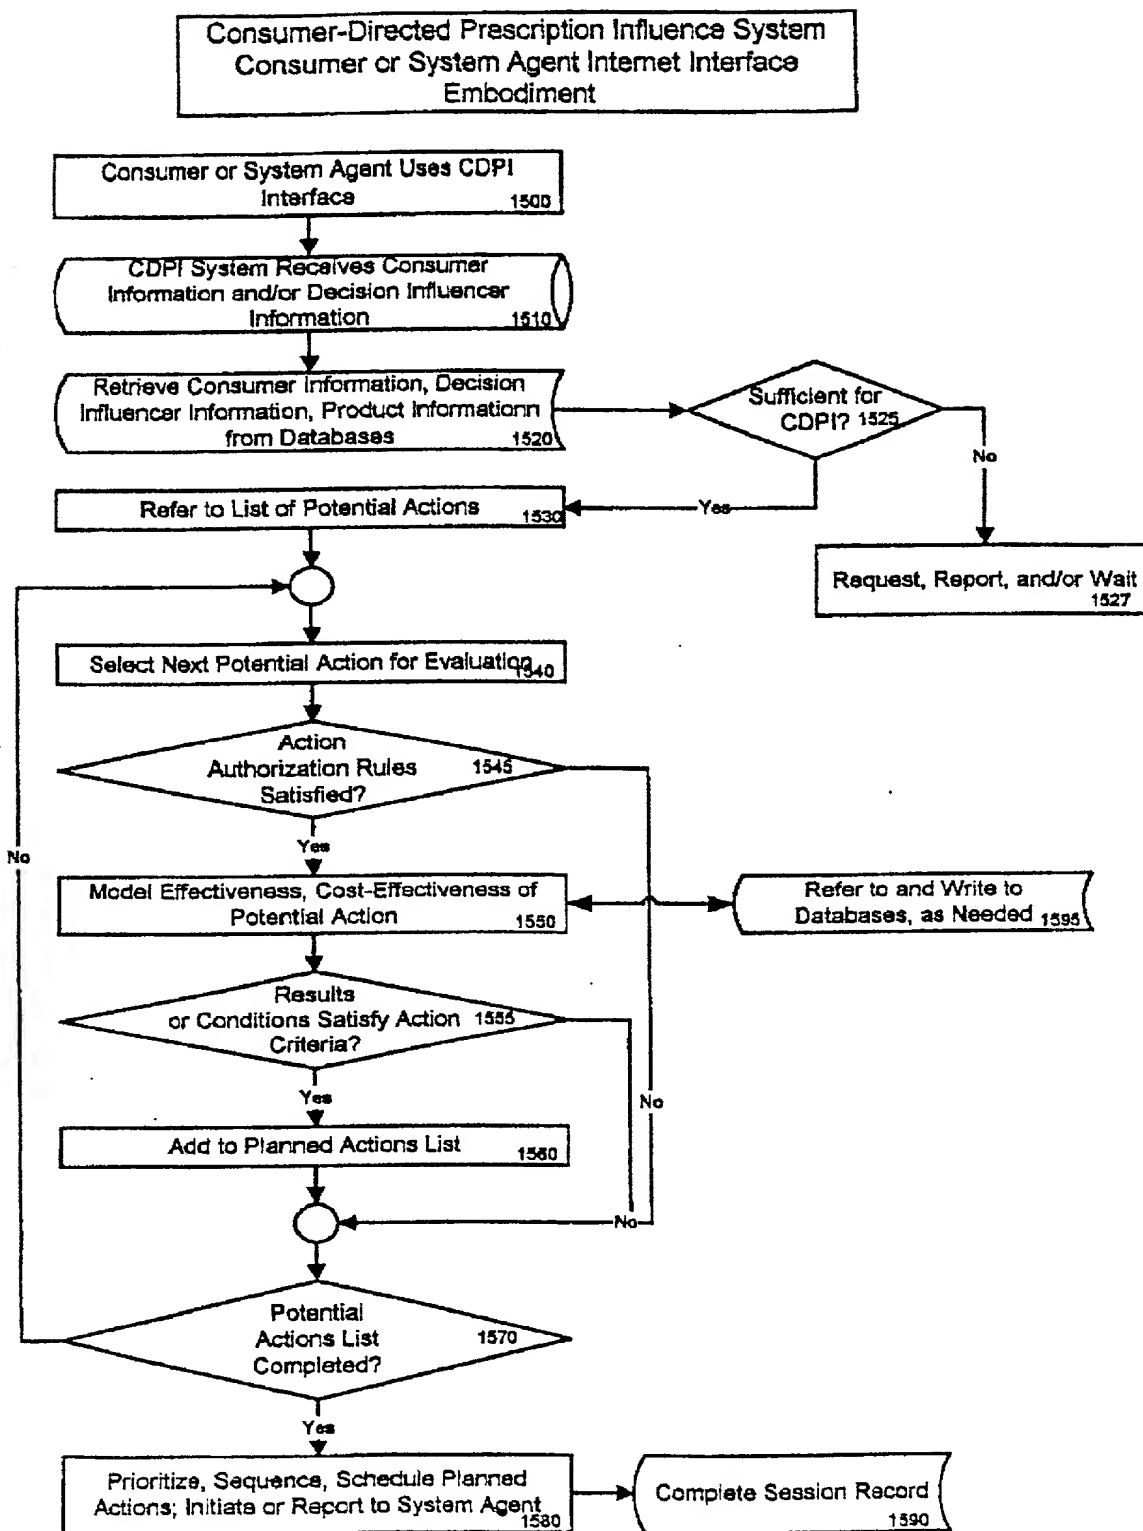 Consumer-Directed Prescription Influence System
Consumer or System Agent Internet Interface
Embodiment
Consumer or System Agent Uses CDPI
Interface
1500
CDPI System Receives Consumer
Information and/or Decision Influencer
Information
1510
Retrieve Consumer Information, Decision
Influencer Information, Product Informationn
from Databases
1520
Sufficient for
CDPI? 1525
No
Yes
Refer to List of Potential Actions
1530
Request, Report, and/or Wait
1527
Select Next Potential Action for Evaluation
1540
Action
Authorization Rules
Satisfied?
1545
Yes
No
Model Effectiveness, Cost-Effectiveness of
Potential Action
1550
Refer to and Write to
Databases, as Needed 1595
Results
or Conditions Satisfy Action
Criteria?
1555
Yes
No
Add to Planned Actions List
1560
No
Potential
Actions List
Completed?
1570
Yes
Prioritize, Sequence, Schedule Planned
Actions; Initiate or Report to System Agent
1580
Complete Session Record
1590